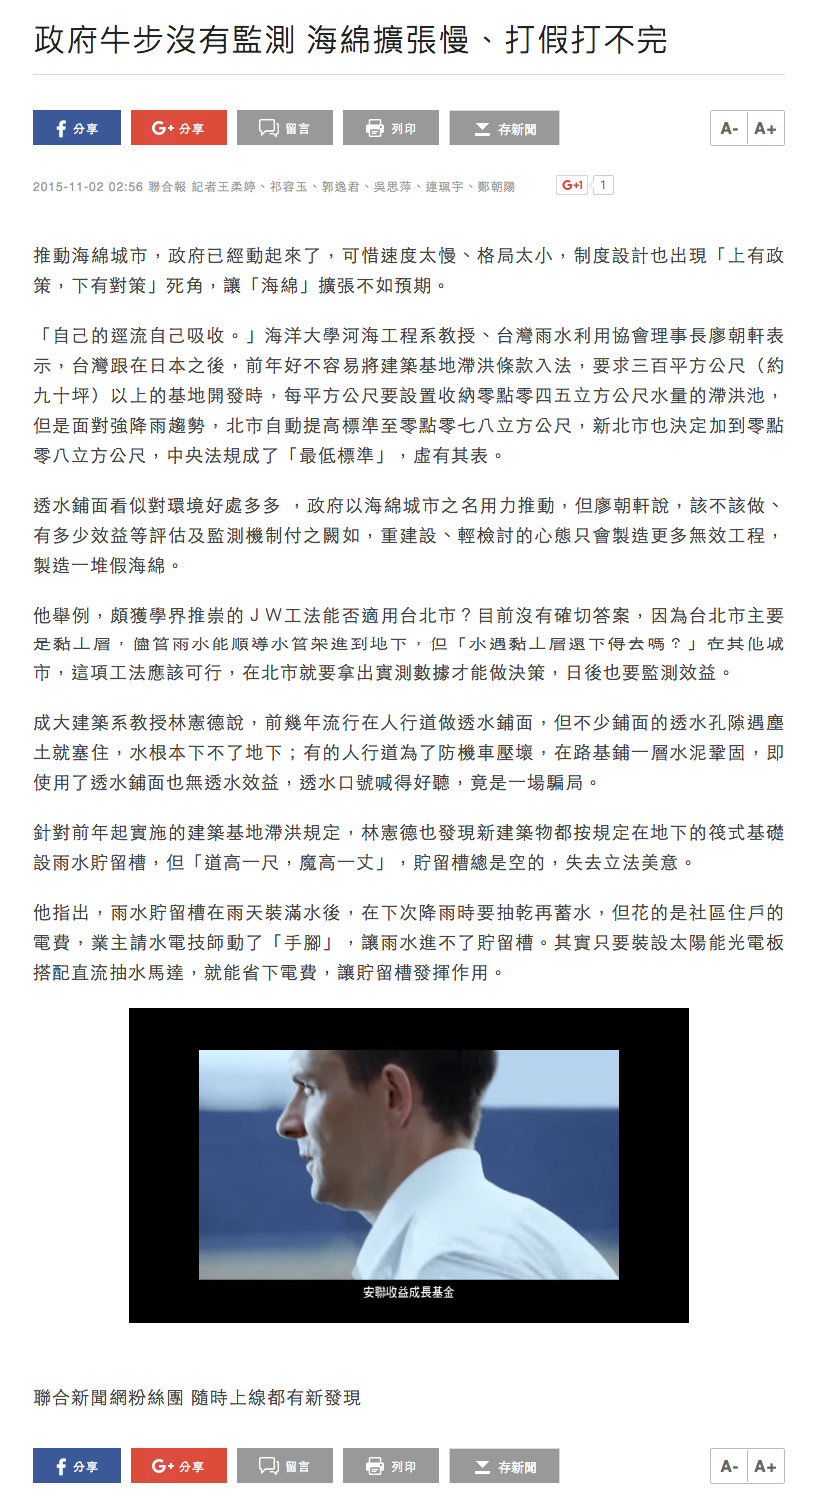 政府牛步沒有監測 海綿擴張慢、打假打不完
分享 G+ 分享 留言 列印 存新聞 A- A+
2015-11-02 02:56 聯合報 記者王柔婷、祁容玉、郭逸君、吳思萍、連珮宇、鄭朝陽 G+1 1
推動海綿城市，政府已經動起來了，可惜速度太慢、格局太小，制度設計也出現「上有政
策，下有對策」死角，讓「海綿」擴張不如預期。
「自己的逕流自己吸收。」海洋大學河海工程系教授、台灣雨水利用協會理事長廖朝軒表
示，台灣跟在日本之後，前年好不容易將建築基地滯洪條款入法，要求三百平方公尺（約
九十坪）以上的基地開發時，每平方公尺要設置收納零點零四五立方公尺水量的滯洪池，
但是面對強降雨趨勢，北市自動提高標準至零點零七八立方公尺，新北市也決定加到零點
零八立方公尺，中央法規成了「最低標準」，虛有其表。
透水鋪面看似對環境好處多多 ，政府以海綿城市之名用力推動，但廖朝軒說，該不該做、
有多少效益等評估及監測機制付之闕如，重建設、輕檢討的心態只會製造更多無效工程，
製造一堆假海綿。
他舉例，頗獲學界推崇的ＪＷ工法能否適用台北市？目前沒有確切答案，因為台北市主要
是黏土層，儘管雨水能順導水管架進到地下，但「水遇黏土層還下得去嗎？」在其他城
市，這項工法應該可行，在北市就要拿出實測數據才能做決策，日後也要監測效益。
成大建築系教授林憲德說，前幾年流行在人行道做透水鋪面，但不少鋪面的透水孔隙遇塵
土就塞住，水根本下不了地下；有的人行道為了防機車壓壞，在路基鋪一層水泥鞏固，即
使用了透水鋪面也無透水效益，透水口號喊得好聽，竟是一場騙局。
針對前年起實施的建築基地滯洪規定，林憲德也發現新建築物都按規定在地下的筏式基礎
設雨水貯留槽，但「道高一尺，魔高一丈」，貯留槽總是空的，失去立法美意。
他指出，雨水貯留槽在雨天裝滿水後，在下次降雨時要抽乾再蓄水，但花的是社區住戶的
電費，業主請水電技師動了「手腳」，讓雨水進不了貯留槽。其實只要裝設太陽能光電板
搭配直流抽水馬達，就能省下電費，讓貯留槽發揮作用。
安聯收益成長基金
聯合新聞網粉絲團 隨時上線都有新發現
分享 G+ 分享 留言 列印 存新聞 A- A+